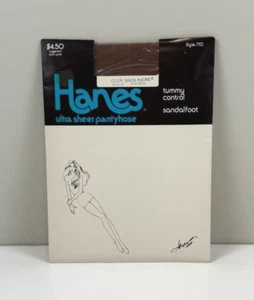 $4.50
Style 710
Hanes
ultra sheer pantyhose
tummy
control
sandalfoot